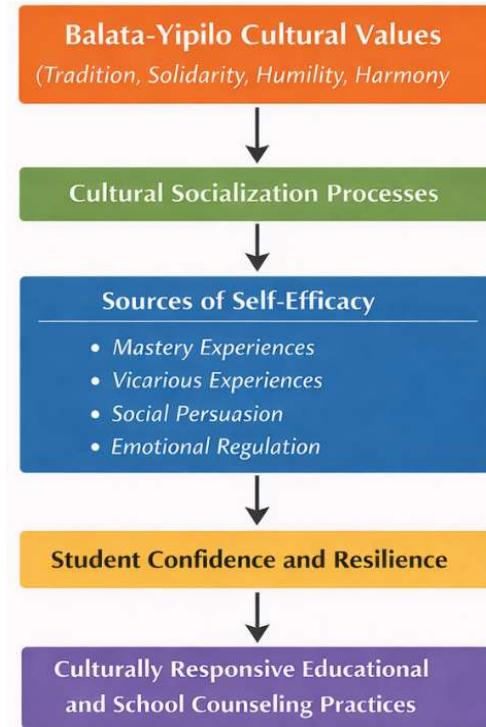 Balata-Yipilo Cultural Values
(Tradition, Solidarity, Humility, Harmony
Cultural Socialization Processes
Sources of Self-Efficacy
• Mastery Experiences
• Vicarious Experiences
• Social Persuasion
• Emotional Regulation
Student Confidence and Resilience
Culturally Responsive Educational
and School Counseling Practices